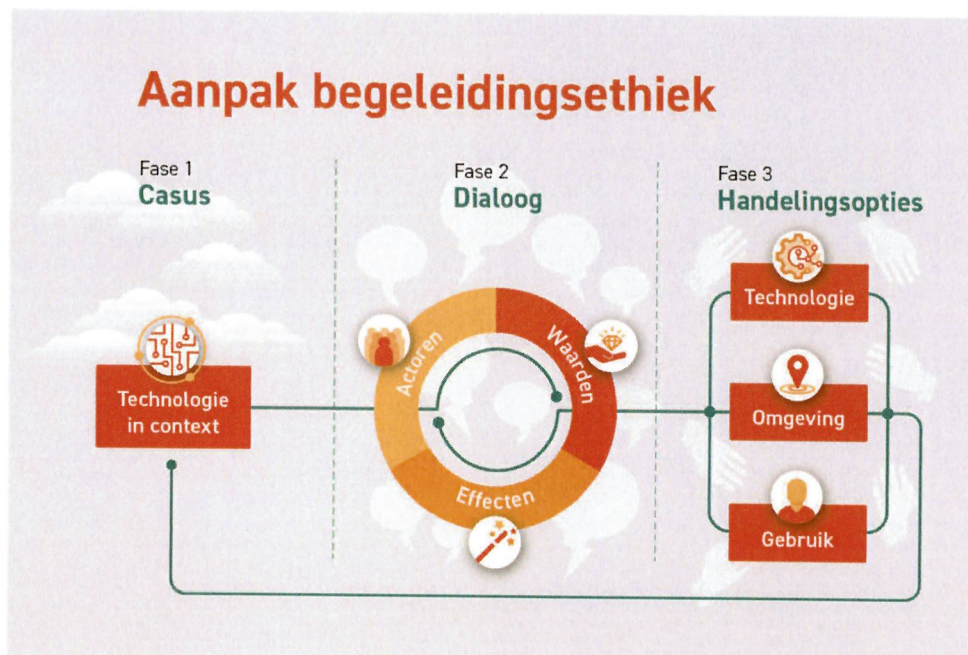 Aanpak begeleidingsethiek
Fase 1
Casus
Technologie
in context
Fase 2
Dialoog
Actoren
Waarden
Effecten
Fase 3
Handelingsopties
Technologie
Omgeving
Gebruik